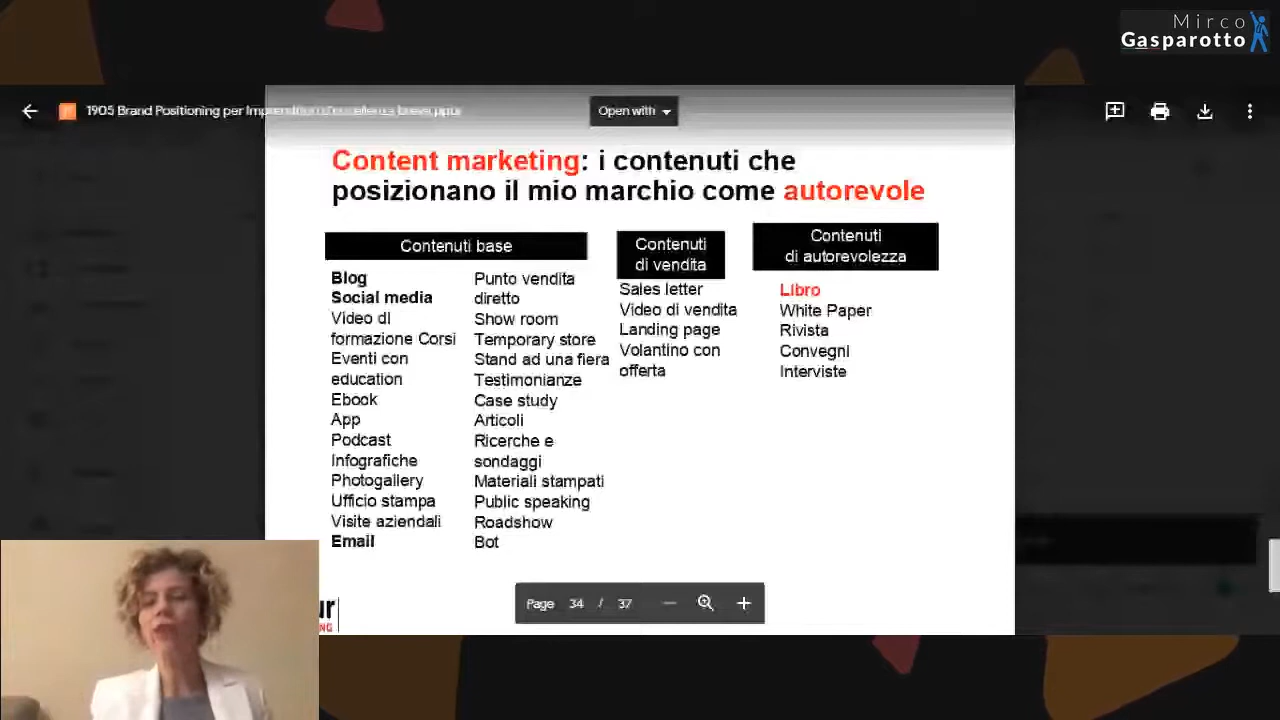 Mirco
Gasparotto
1905 Brand Positioning per
Open with
Content marketing: i contenuti che
posizionano il mio marchio come autorevole
Contenuti base
Blog
Social media
Video di
formazione Corsi
Eventi con
education
Ebook
App
Podcast
Infografiche
Photogallery
Ufficio stampa
Visite aziendali
Email
Punto vendita
diretto
Show room
Temporary store
Stand ad una fiera
Testimonianze
Case study
Articoli
Ricerche e
sondaggi
Materiali stampati
Public speaking
Roadshow
Bot
Contenuti
di vendita
Sales letter
Video di vendita
Landing page
Volantino con
offerta
Contenuti
di autorevolezza
Libro
White Paper
Rivista
Convegni
Interviste
Page 34 / 37